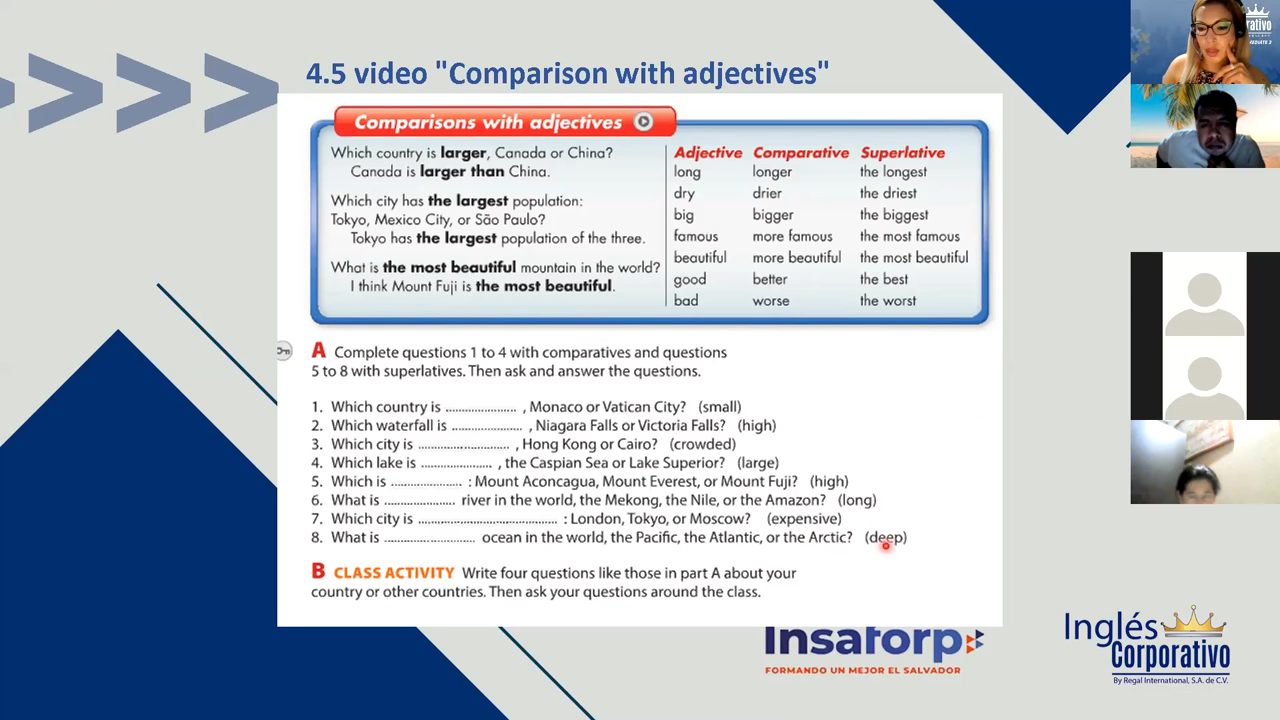 4.5 video "Comparison with adjectives"
Comparisons with adjectives
Which country is larger, Canada or China?
Canada is larger than China.
Which city has the largest population:
Tokyo, Mexico City, or São Paulo?
Tokyo has the largest population of the three.
What is the most beautiful mountain in the world?
I think Mount Fuji is the most beautiful.
Adjective Comparative Superlative
long longer the longest
dry drier the driest
big bigger the biggest
famous more famous the most famous
beautiful more beautiful the most beautiful
good better the best
bad worse the worst
A Complete questions 1 to 4 with comparatives and questions
5 to 8 with superlatives. Then ask and answer the questions.
1. Which country is ...................... , Monaco or Vatican City? (small)
2. Which waterfall is ...................... , Niagara Falls or Victoria Falls? (high)
3. Which city is ............................ , Hong Kong or Cairo? (crowded)
4. Which lake is ...................... , the Caspian Sea or Lake Superior? (large)
5. Which is ...................... : Mount Aconcagua, Mount Everest, or Mount Fuji? (high)
6. What is ...................... river in the world, the Mekong, the Nile, or the Amazon? (long)
7. Which city is ........................................... : London, Tokyo, or Moscow? (expensive)
8. What is ............................ ocean in the world, the Pacific, the Atlantic, or the Arctic? (deep)
B CLASS ACTIVITY Write four questions like those in part A about your
country or other countries. Then ask your questions around the class.
Insaforp
FORMANDO UN MEJOR EL SALVADOR
Inglés
Corporativo
By Regal International, S.A. de C.V.